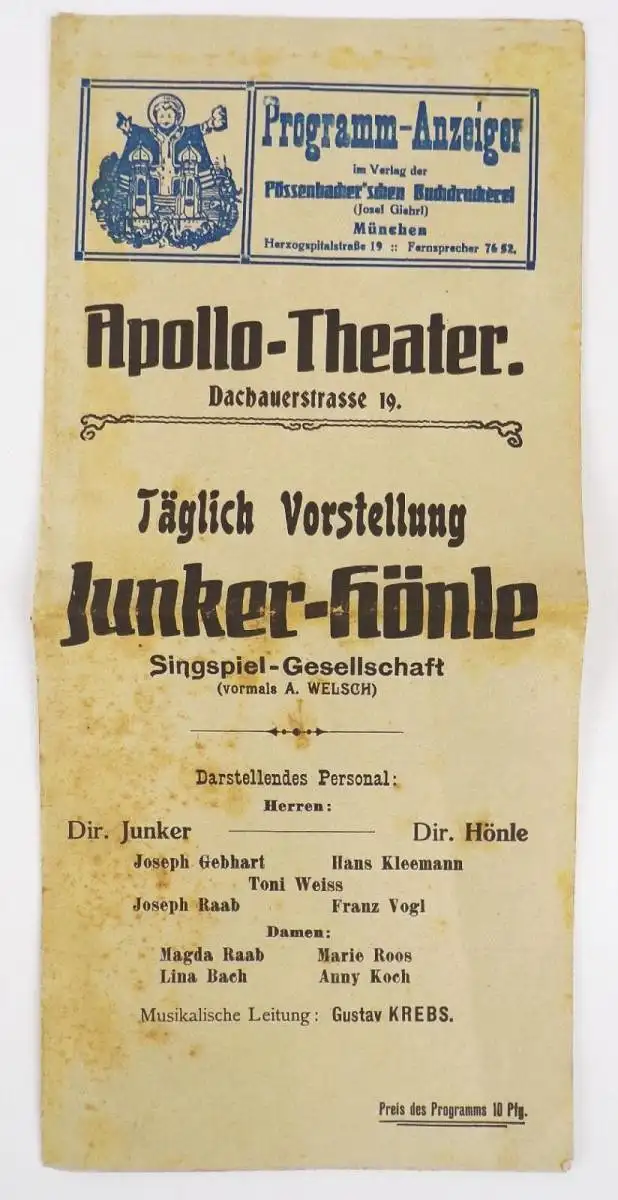 Programm-Anzeiger
im Verlag der
Pössenbacher'schen Buchdruckerei
(Josef Giehrl)
München
Herzogspitalstraße 19 :: Fernsprecher 76 52.
Apollo-Theater.
Dachauerstrasse 19.
Täglich Vorstellung
Junker-Hönle
Singspiel-Gesellschaft
(vormals A. WELSCH)
Darstellendes Personal:
Herren:
Dir. Junker Dir. Hönle
Joseph Gebhart Hans Kleemann
Toni Weiss
Joseph Raab Franz Vogl
Damen:
Magda Raab Marie Roos
Lina Bach Anny Koch
Musikalische Leitung: Gustav KREBS.
Preis des Programms 10 Pfg.